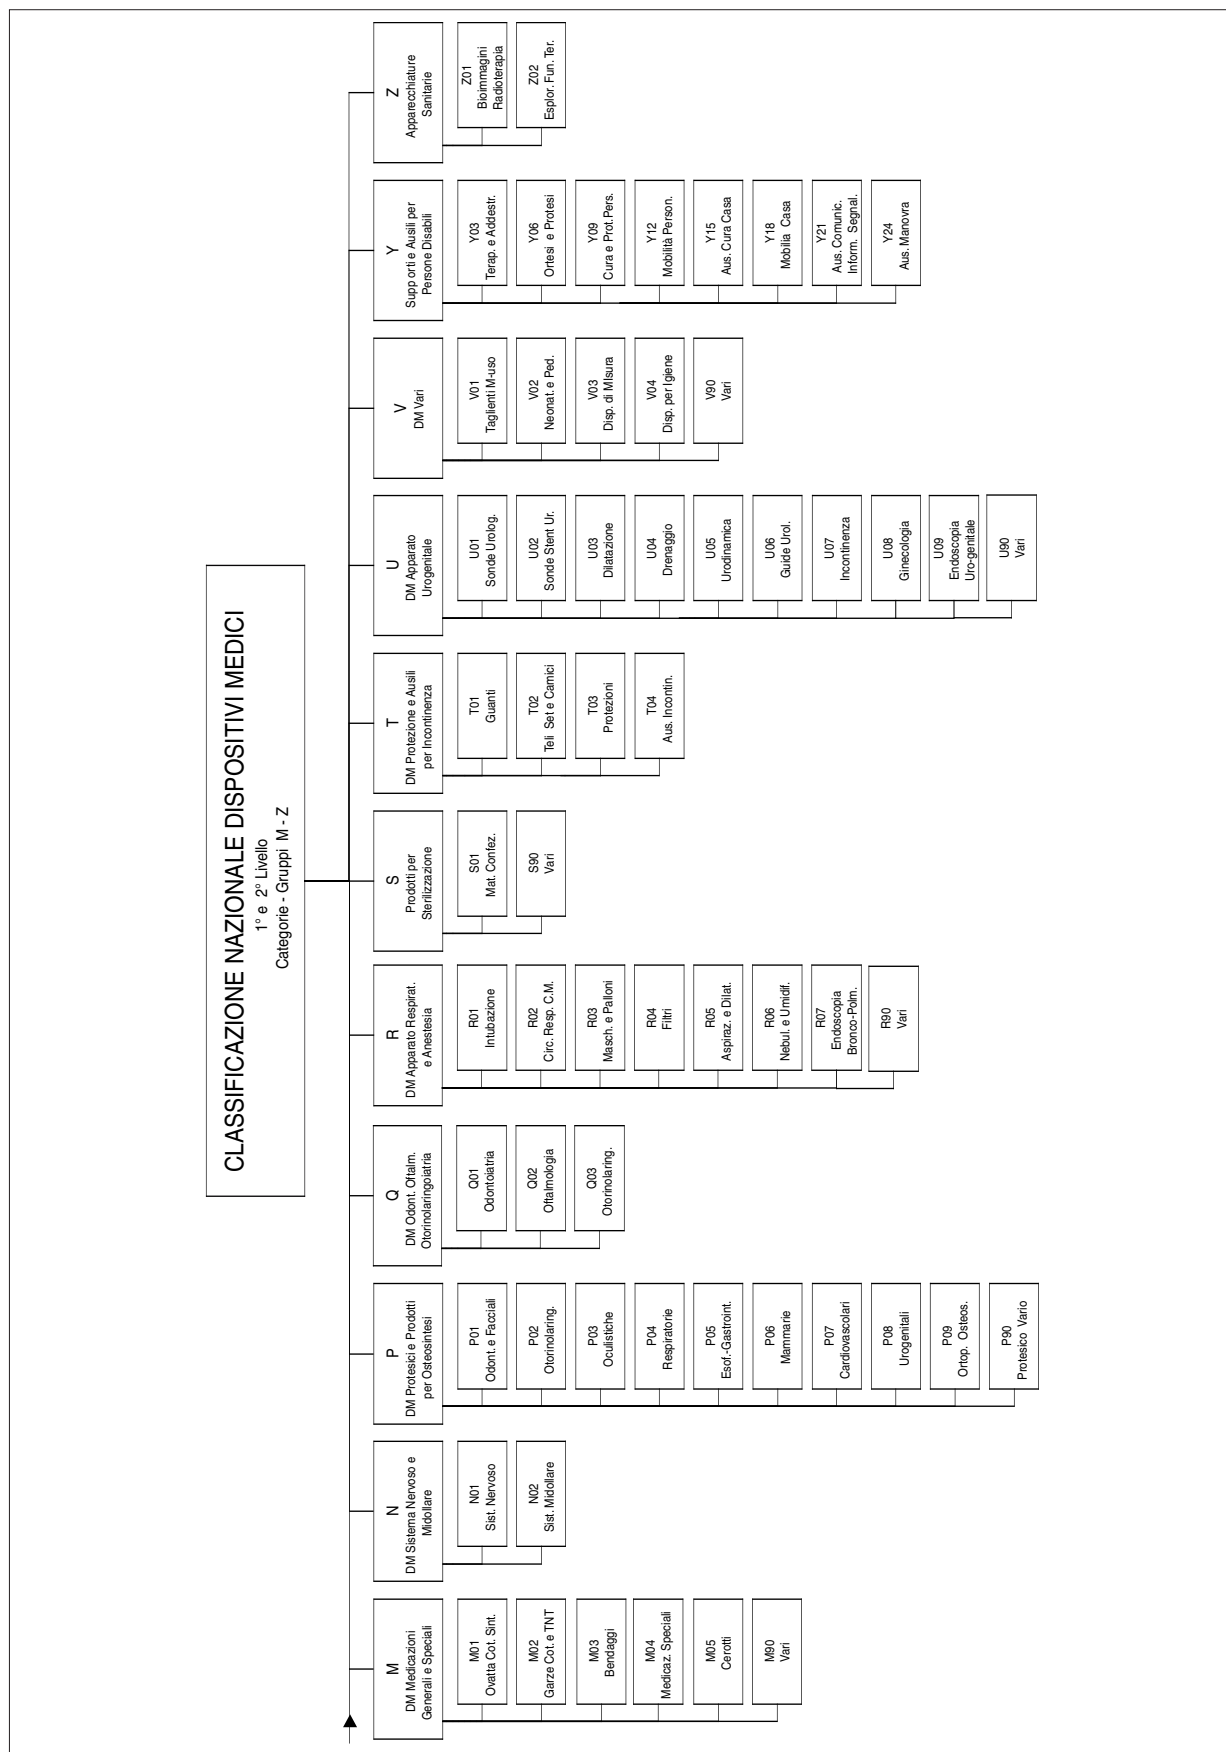 CLASSIFICAZIONE NAZIONALE DISPOSITIVI MEDICI
1° e 2° Livello
Categorie - Gruppi M - Z
M
DM Medicazioni
Generali e Speciali
M01
Ovatta Cot. Sint.
M02
Garze Cot. e TNT
M03
Bendaggi
M04
Medicaz. Speciali
M05
Cerotti
M90
Vari
N
DM Sistema Nervoso e
Midollare
N01
Sist. Nervoso
N02
Sist. Midollare
P
DM Protesici e Prodotti
per Osteosintesi
P01
Odont. e Facciali
P02
Otorinolaring.
P03
Oculistiche
P04
Respiratorie
P05
Esof.-Gastroint.
P06
Mammarie
P07
Cardiovascolari
P08
Urogenitali
P09
Ortop. Osteos.
P90
Protesico Vario
Q
DM Odont. Oftalm.
Otorinolaringoiatria
Q01
Odontoiatria
Q02
Oftalmologia
Q03
Otorinolaring.
R
DM Apparato Respirat.
e Anestesia
R01
Intubazione
R02
Circ. Resp. C.M.
R03
Masch. e Palloni
R04
Filtri
R05
Aspiraz. e Dilat.
R06
Nebul. e Umidif.
R07
Endoscopia
Bronco-Polm.
R90
Vari
S
Prodotti per
Sterilizzazione
S01
Mat. Confez.
S90
Vari
T
DM Protezione e Ausili
per Incontinenza
T01
Guanti
T02
Teli Set e Camici
T03
Protezioni
T04
Aus. Incontin.
U
DM Apparato
Urogenitale
U01
Sonde Urolog.
U02
Sonde Stent Ur.
U03
Dilatazione
U04
Drenaggio
U05
Urodinamica
U06
Guide Urol.
U07
Incontinenza
U08
Ginecologia
U09
Endoscopia
Uro-genitale
U90
Vari
V
DM Vari
V01
Taglienti M-uso
V02
Neonat. e Ped.
V03
Disp. di MIsura
V04
Disp. per Igiene
V90
Vari
Y
Supp orti e Ausili per
Persone Disabili
Y03
Terap. e Addestr.
Y06
Ortesi e Protesi
Y09
Cura e Prot.Pers.
Y12
Mobilità Person.
Y15
Aus. Cura Casa
Y18
Mobilia Casa
Y21
Aus. Comunic.
Inform. Segnal.
Y24
Aus. Manovra
Z
Apparecchiature
Sanitarie
Z01
Bioimmagini
Radioterapia
Z02
Esplor. Fun. Ter.